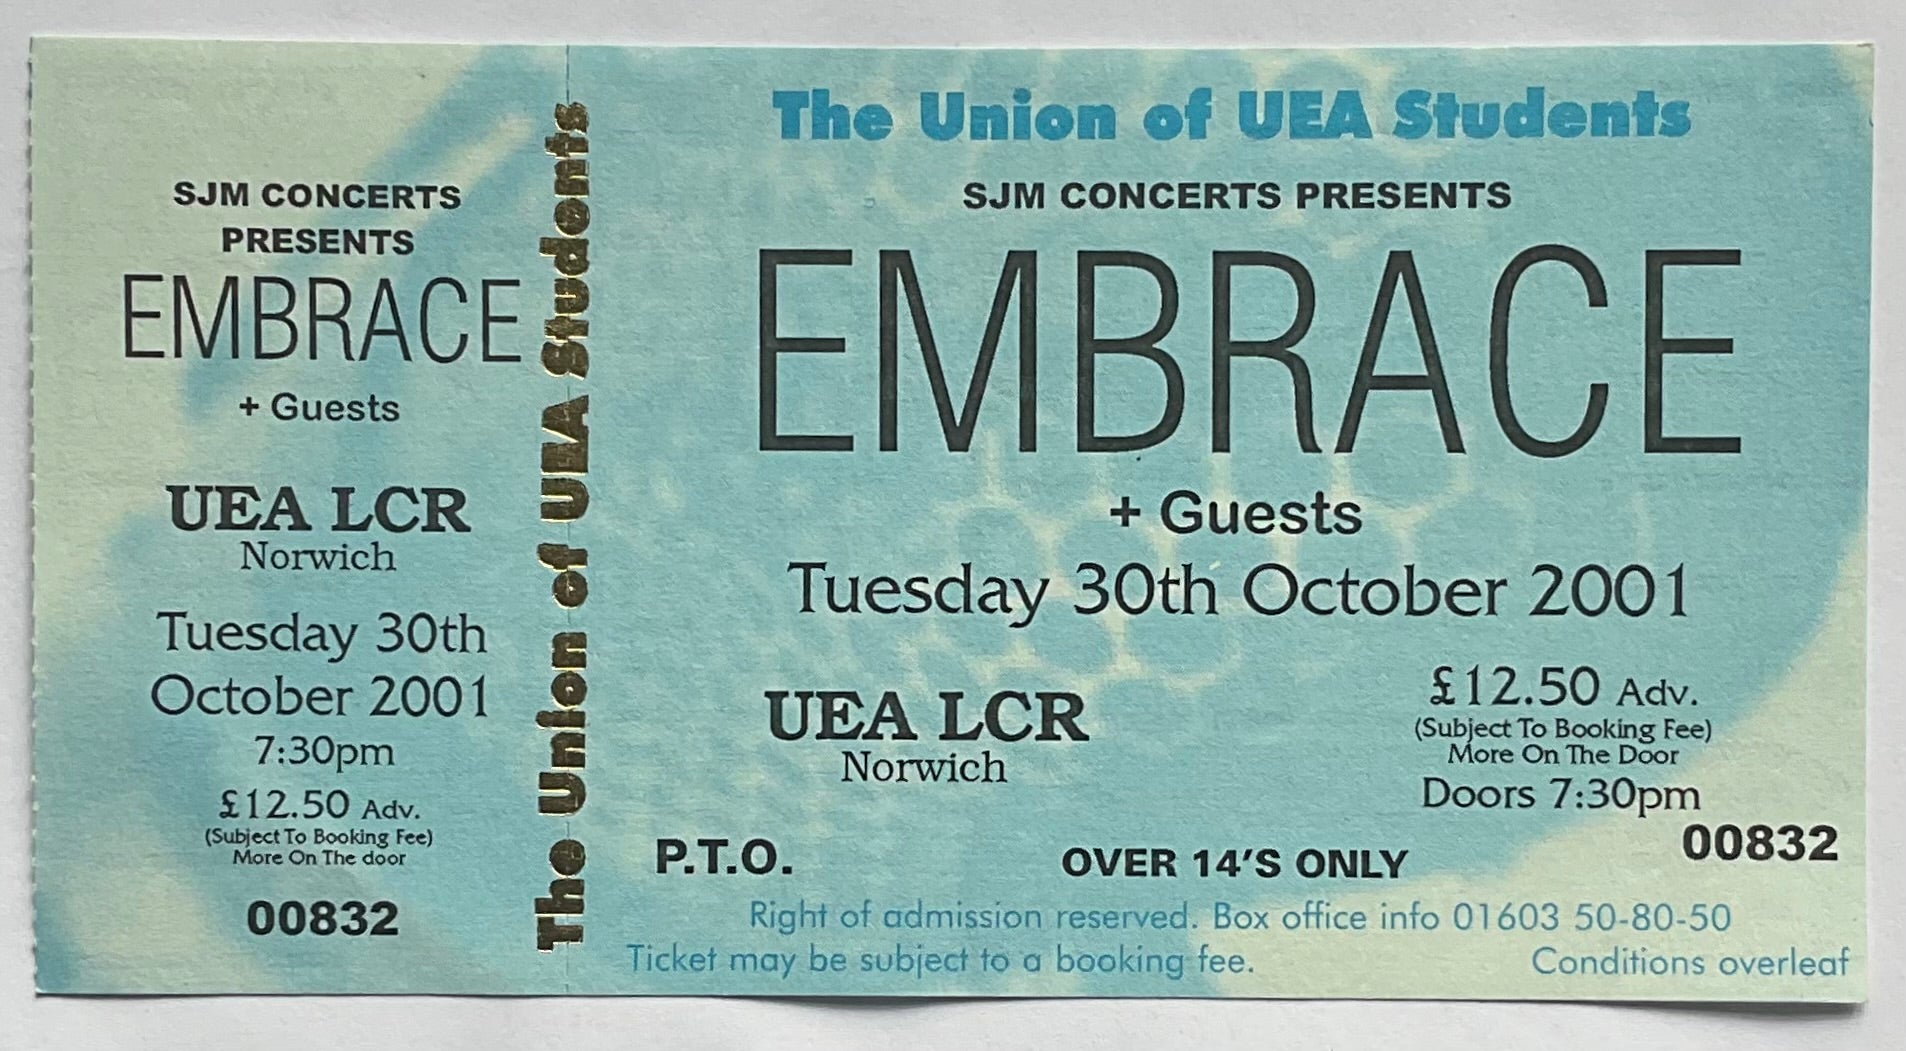 SJM CONCERTS
PRESENTS
EMBRACE
+ Guests
UEA LCR
Norwich
Tuesday 30th
October 2001
7:30pm
£12.50 Adv.
(Subject To Booking Fee)
More On The door
00832
The Union of UEA Students
The Union of UEA Students
SJM CONCERTS PRESENTS
EMBRACE
+ Guests
Tuesday 30th October 2001
UEA LCR
Norwich
£12.50 Adv.
(Subject To Booking Fee)
More On The Door
Doors 7:30pm
00832
P.T.O.
OVER 14'S ONLY
Right of admission reserved. Box office info 01603 50-80-50
Ticket may be subject to a booking fee.
Conditions overleaf